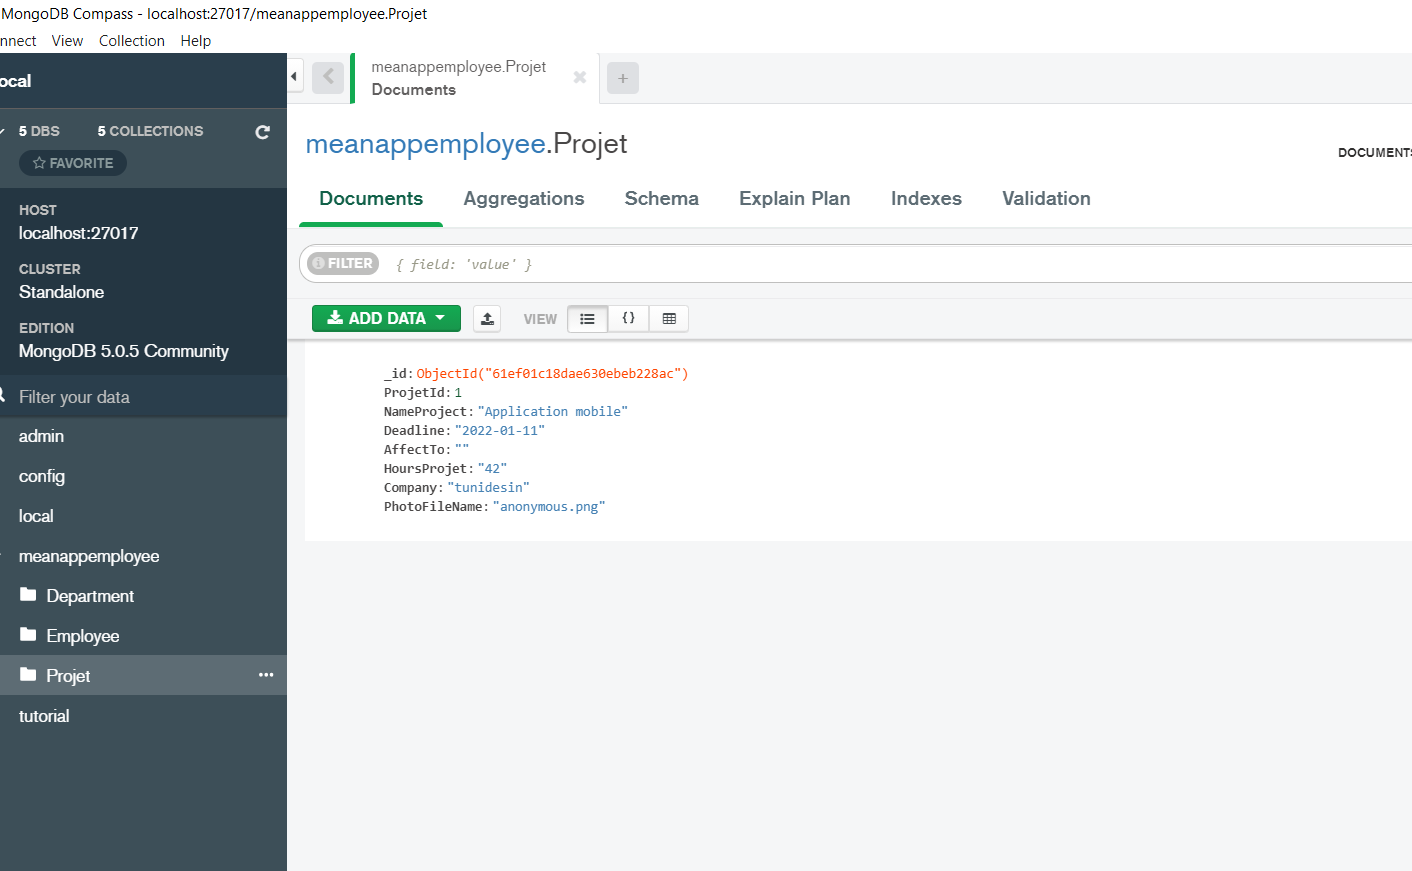 MongoDB Compass - localhost:27017/meanappemployee.Projet
nnect View Collection Help
ocal
5 DBS 5 COLLECTIONS
FAVORITE
HOST
localhost:27017
CLUSTER
Standalone
EDITION
MongoDB 5.0.5 Community
Filter your data
admin
config
local
meanappemployee
Department
Employee
Projet
tutorial
meanappemployee.Projet
Documents
meanappemployee.Projet
DOCUMENTS
Documents Aggregations Schema Explain Plan Indexes Validation
FILTER { field: 'value' }
ADD DATA VIEW {}
_id: ObjectId("61ef01c18dae630ebeb228ac")
ProjetId: 1
NameProject: "Application mobile"
Deadline: "2022-01-11"
AffectTo: ""
HoursProjet: "42"
Company: "tunidesin"
PhotoFileName: "anonymous.png"